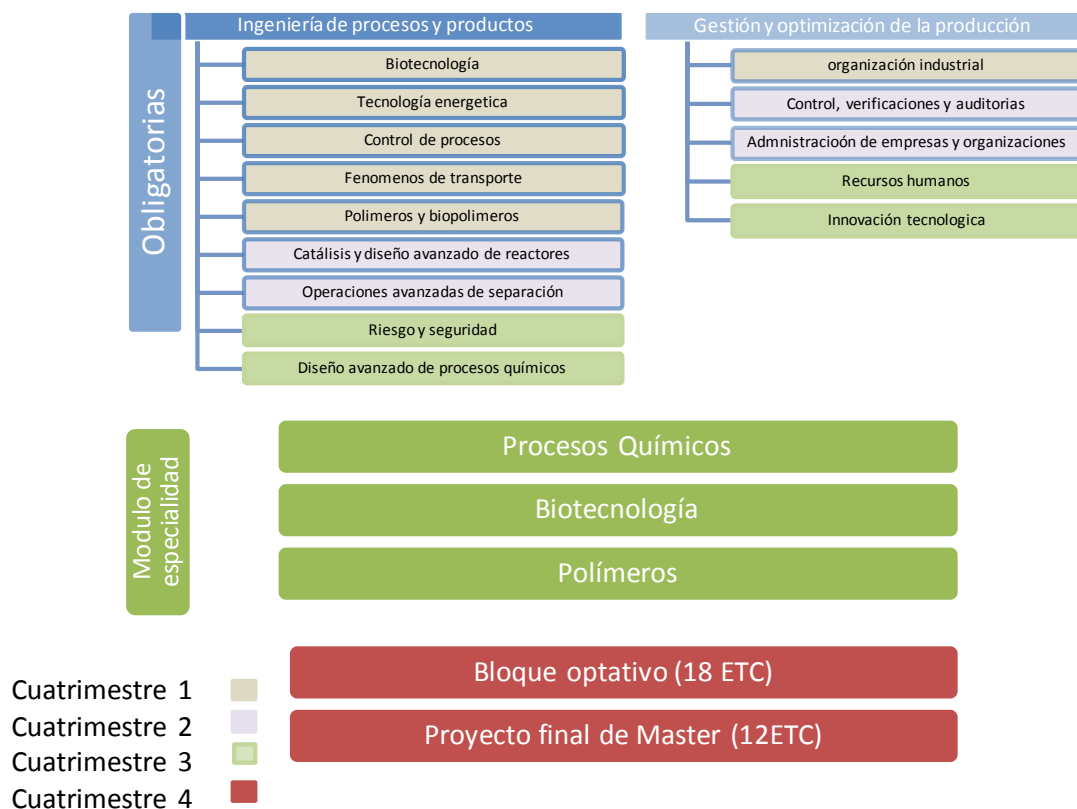 Obligatorias
Ingeniería de procesos y productos
Biotecnología
Tecnología energetica
Control de procesos
Fenomenos de transporte
Polimeros y biopolimeros
Catálisis y diseño avanzado de reactores
Operaciones avanzadas de separación
Riesgo y seguridad
Diseño avanzado de procesos químicos
Gestión y optimización de la producción
organización industrial
Control, verificaciones y auditorias
Admnistracioón de empresas y organizaciones
Recursos humanos
Innovación tecnologica
Modulo de
especialidad
Procesos Químicos
Biotecnología
Polímeros
Bloque optativo (18 ETC)
Proyecto final de Master (12ETC)
Cuatrimestre 1
Cuatrimestre 2
Cuatrimestre 3
Cuatrimestre 4